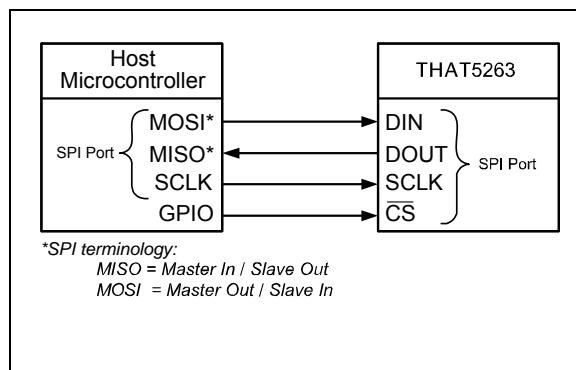 Host
Microcontroller
THAT5263
SPI Port
MOSI*
MISO*
SCLK
GPIO
DIN
DOUT
SCLK
CS
SPI Port
*SPI terminology:
MISO = Master In / Slave Out
MOSI = Master Out / Slave In